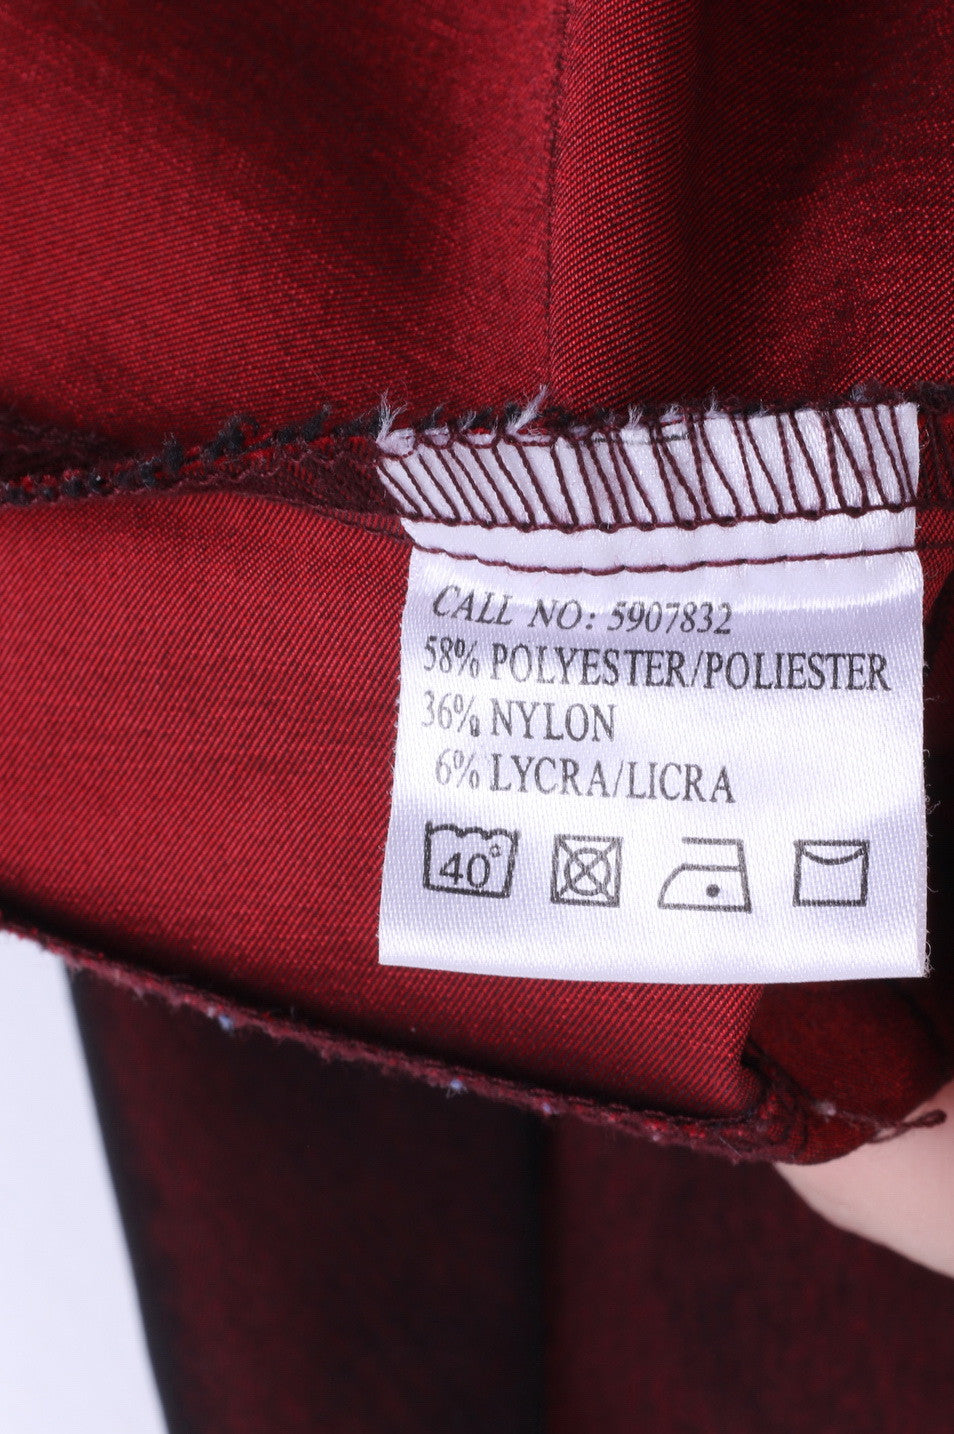 CALL NO: 5907832
58% POLYESTER/POLIESTER
36% NYLON
6% LYCRA/LICRA
40°